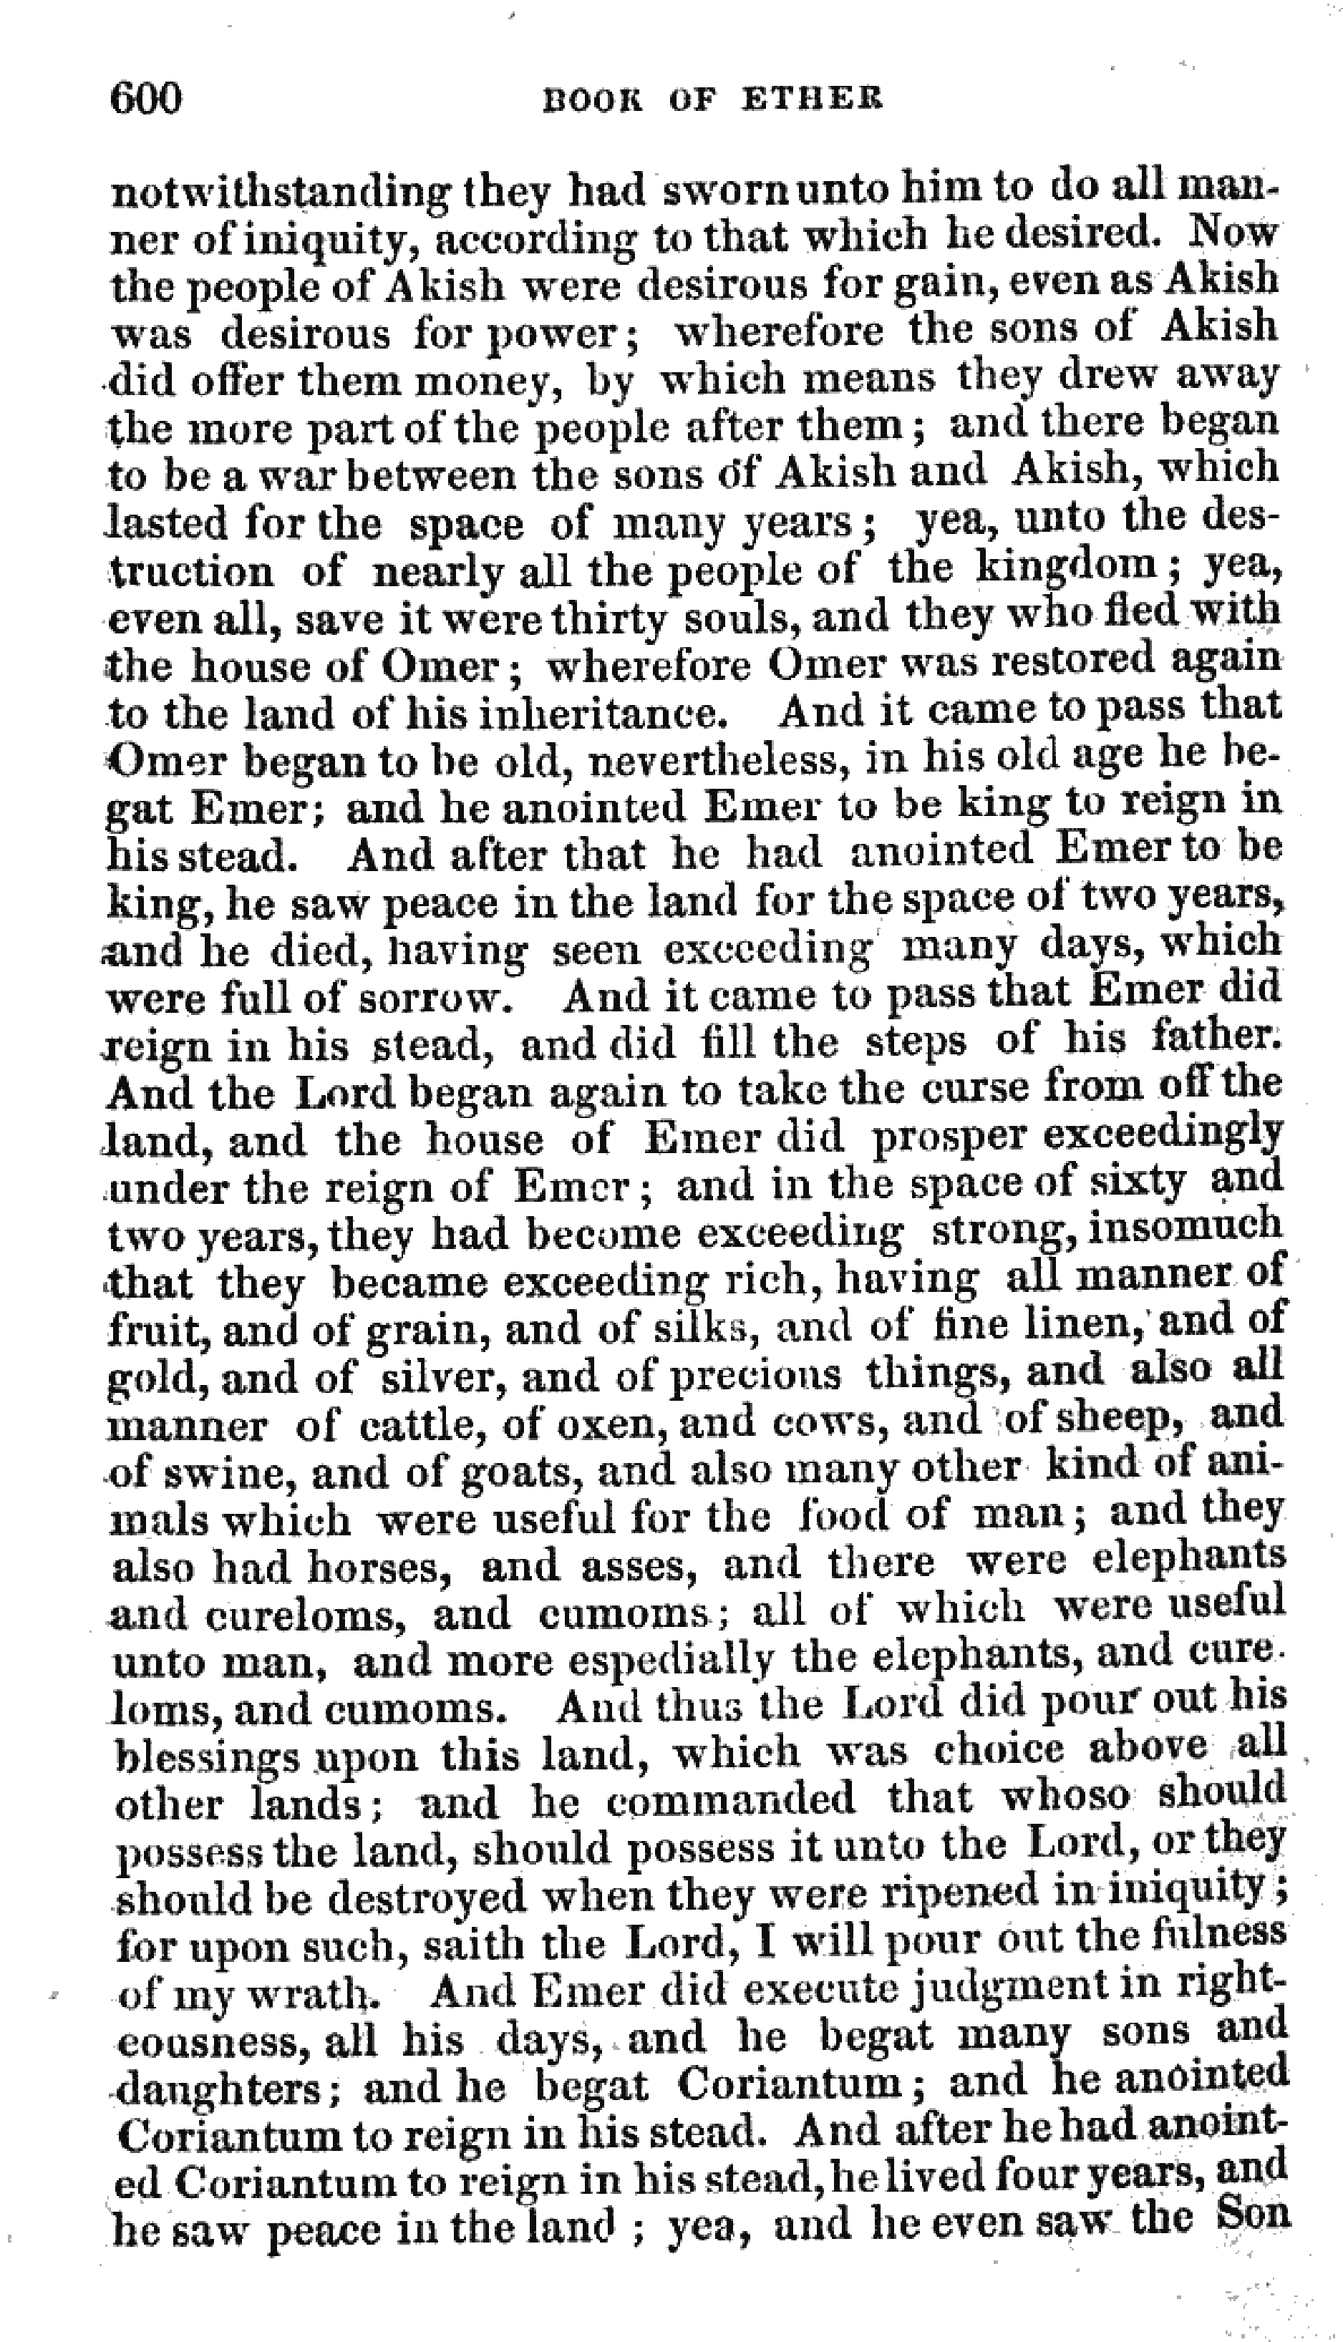 600 BOOK OF ETHER
notwithstanding they had sworn unto him to do all man-
ner of iniquity, according to that which he desired. Now
the people of Akish were desirous for gain, even as Akish
was desirous for power; wherefore the sons of Akish
did offer them money, by which means they drew away
the more part of the people after them; and there began
to be a war between the sons of Akish and Akish, which
lasted for the space of many years; yea, unto the des-
truction of nearly all the people of the kingdom; yea,
even all, save it were thirty souls, and they who fled with
the house of Omer; wherefore Omer was restored again
to the land of his inheritance. And it came to pass that
Omer began to be old, nevertheless, in his old age he be-
gat Emer; and he anointed Emer to be king to reign in
his stead. And after that he had anointed Emer to be
king, he saw peace in the land for the space of two years,
and he died, having seen exceeding many days, which
were full of sorrow. And it came to pass that Emer did
reign in his stead, and did fill the steps of his father.
And the Lord began again to take the curse from off the
land, and the house of Emer did prosper exceedingly
under the reign of Emer; and in the space of sixty and
two years, they had become exceeding strong, insomuch
that they became exceeding rich, having all manner of
fruit, and of grain, and of silks, and of fine linen, and of
gold, and of silver, and of precious things, and also all
manner of cattle, of oxen, and cows, and of sheep, and
of swine, and of goats, and also many other kind of ani-
mals which were useful for the food of man; and they
also had horses, and asses, and there were elephants
and cureloms, and cumoms; all of which were useful
unto man, and more espedially the elephants, and cure-
loms, and cumoms. And thus the Lord did pour out his
blessings upon this land, which was choice above all
other lands; and he commanded that whoso should
possess the land, should possess it unto the Lord, or they
should be destroyed when they were ripened in iniquity;
for upon such, saith the Lord, I will pour out the fulness
of my wrath. And Emer did execute judgment in right-
eousness, all his days, and he begat many sons and
daughters; and he begat Coriantum; and he anointed
Coriantum to reign in his stead. And after he had anoint-
ed Coriantum to reign in his stead, he lived four years, and
he saw peace in the land; yea, and he even saw the Son